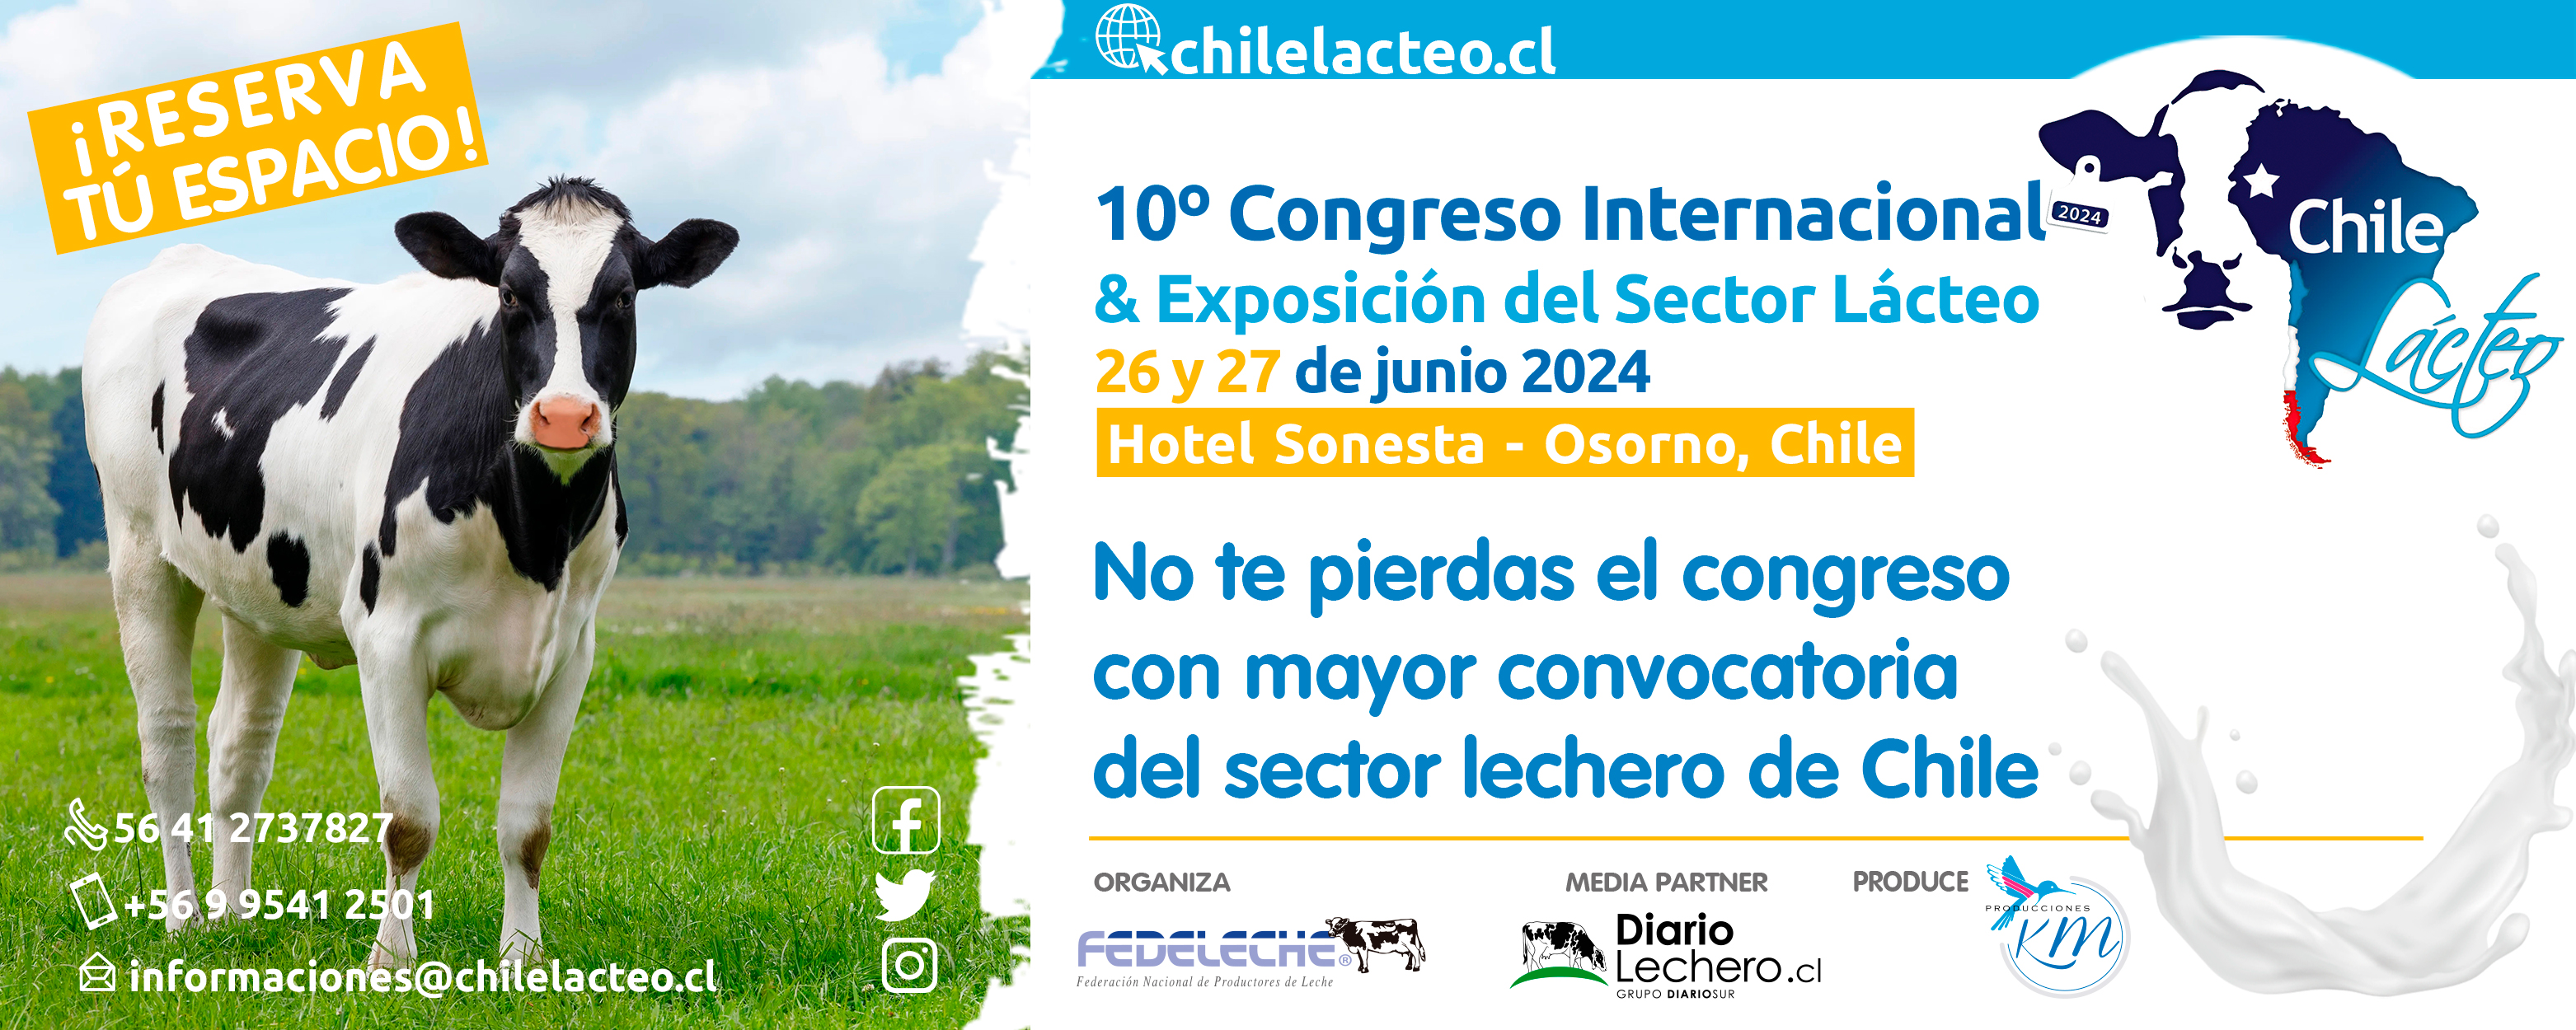 ¡RESERVA
TÚ ESPACIO!
56 41 2737827
+56 9 9541 2501
informaciones@chilelacteo.cl
chilelacteo.cl
10º Congreso Internacional
& Exposición del Sector Lácteo
26 y 27 de junio 2024
Hotel Sonesta - Osorno, Chile
2024
Chile
Lácteo
No te pierdas el congreso
con mayor convocatoria
del sector lechero de Chile
ORGANIZA
FEDELECHE®
Federación Nacional de Productores de Leche
MEDIA PARTNER
Diario
Lechero.cl
GRUPO DIARIOSUR
PRODUCE
PRODUCCIONES
KM